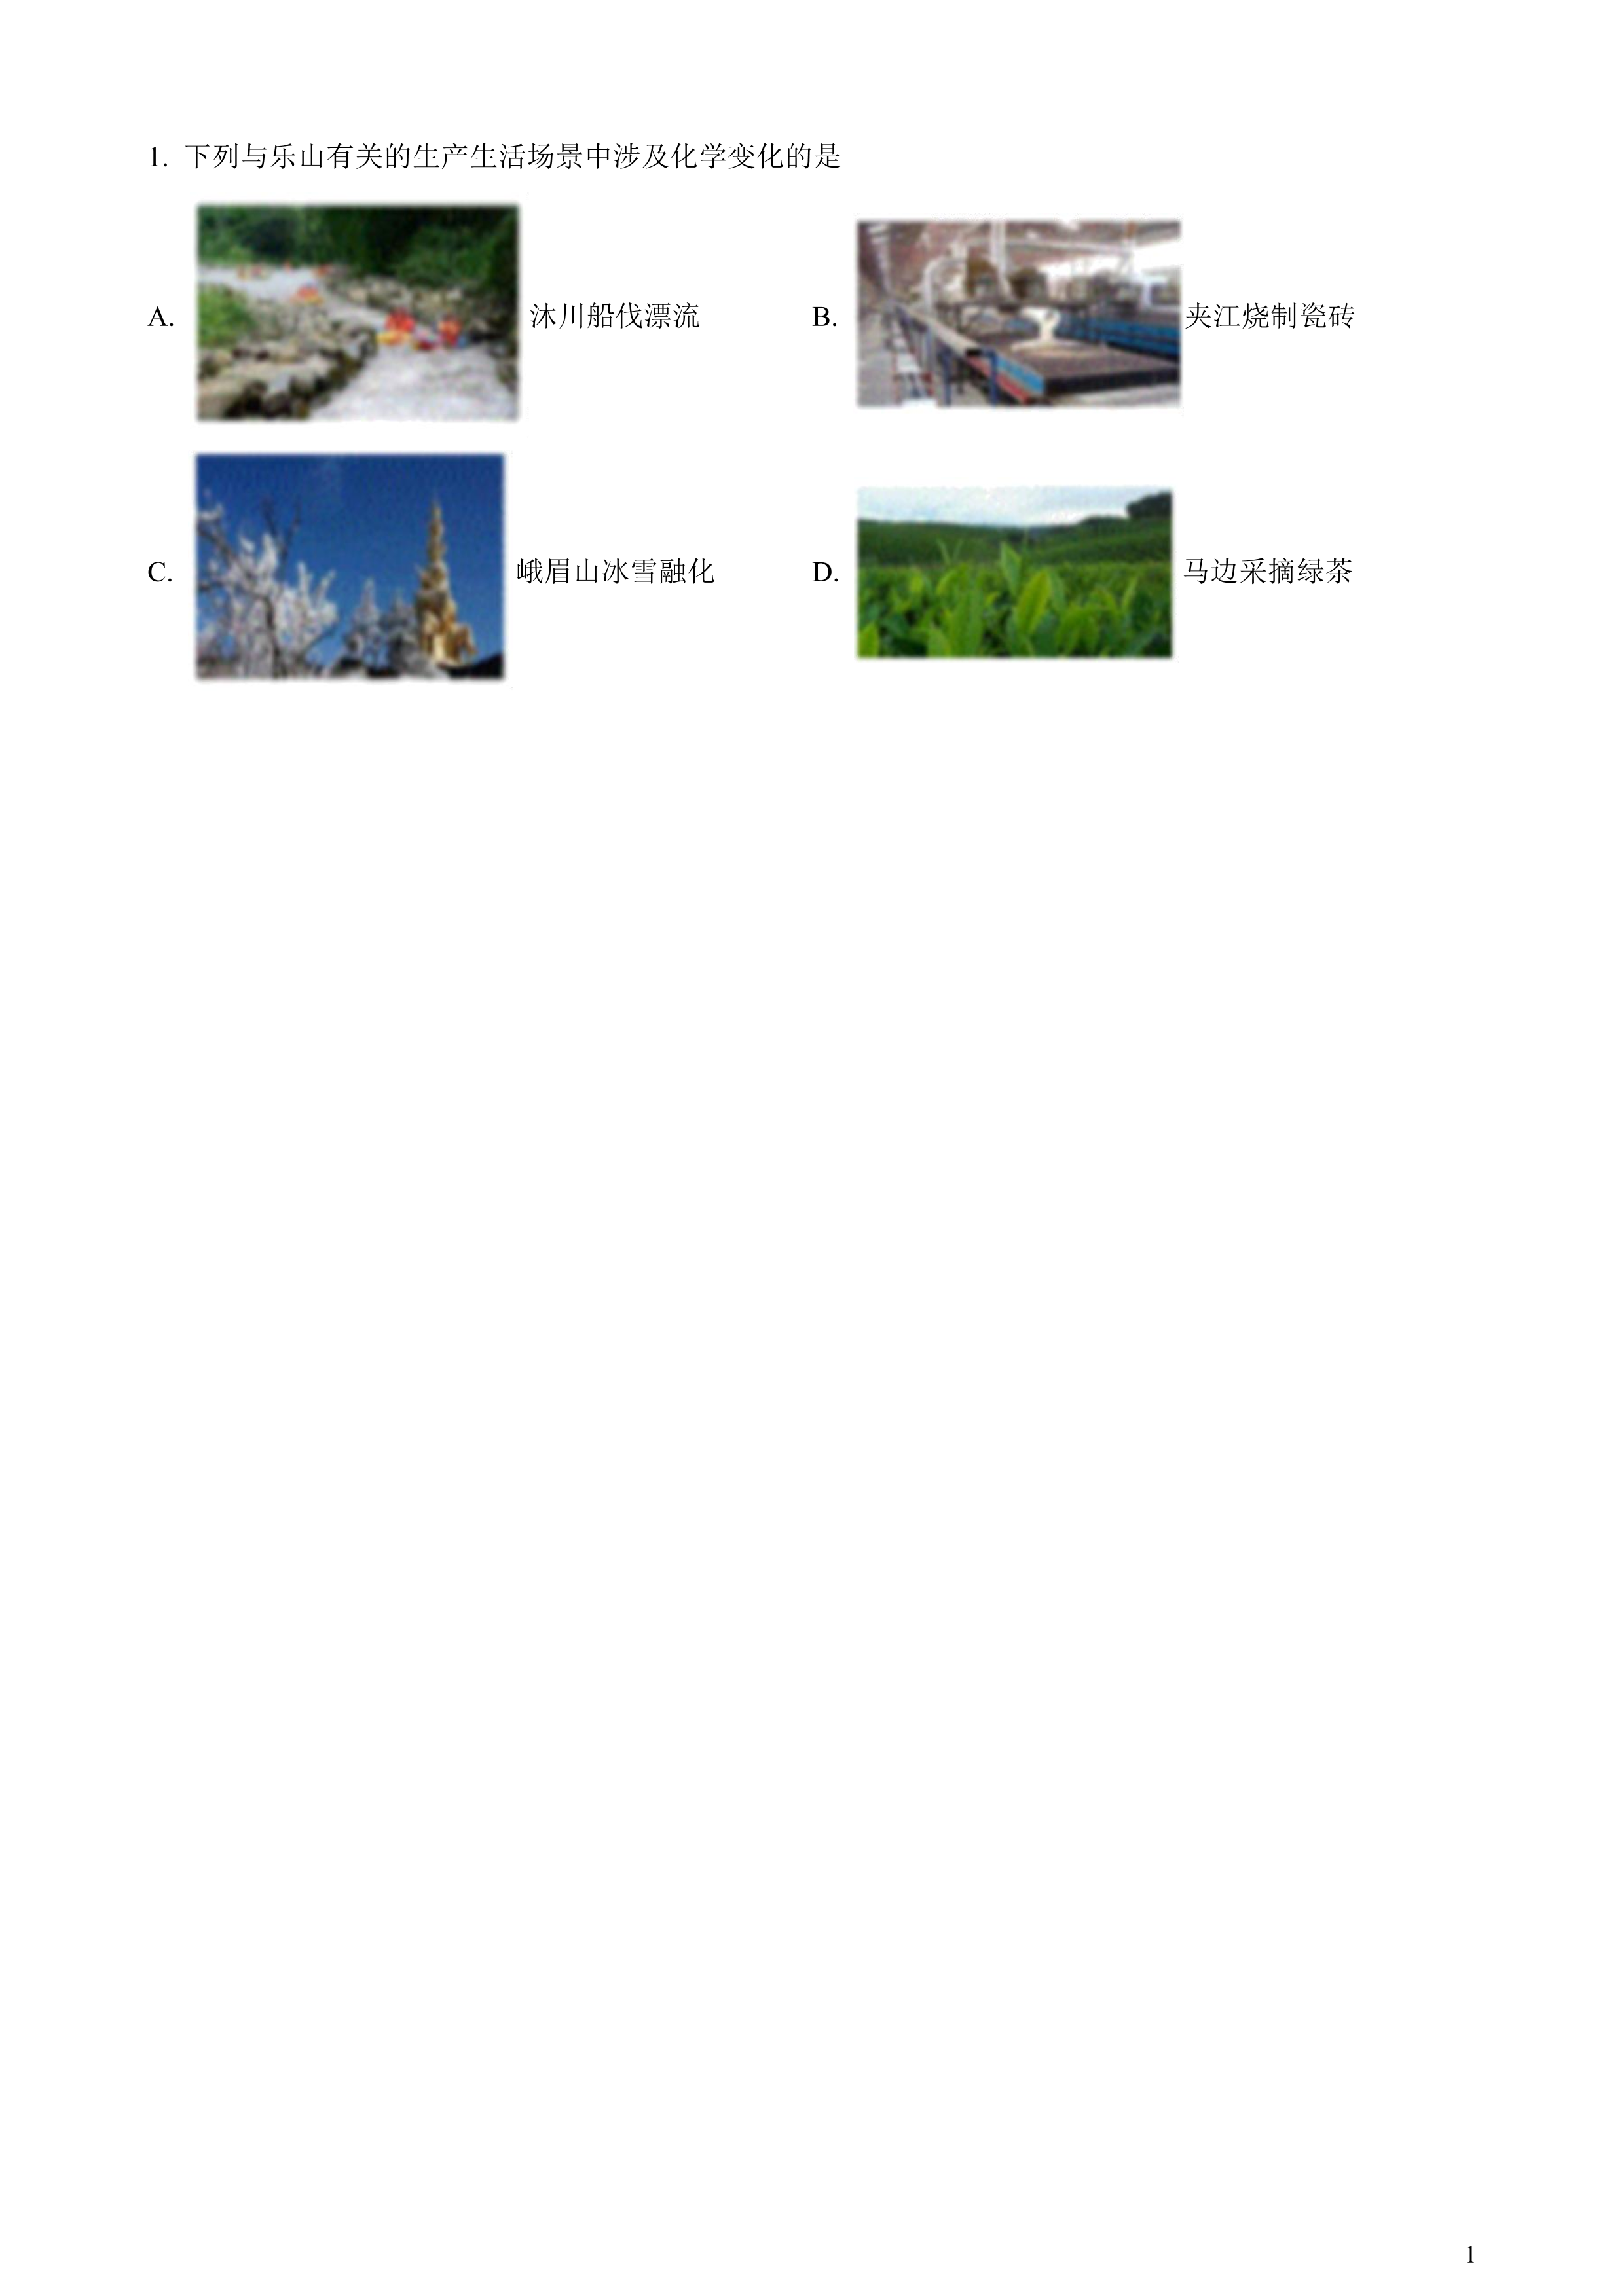 1. 下列与乐山有关的生产生活场景中涉及化学变化的是
A. 沐川船伐漂流 B. 夹江烧制瓷砖
C. 峨眉山冰雪融化 D. 马边采摘绿茶
1